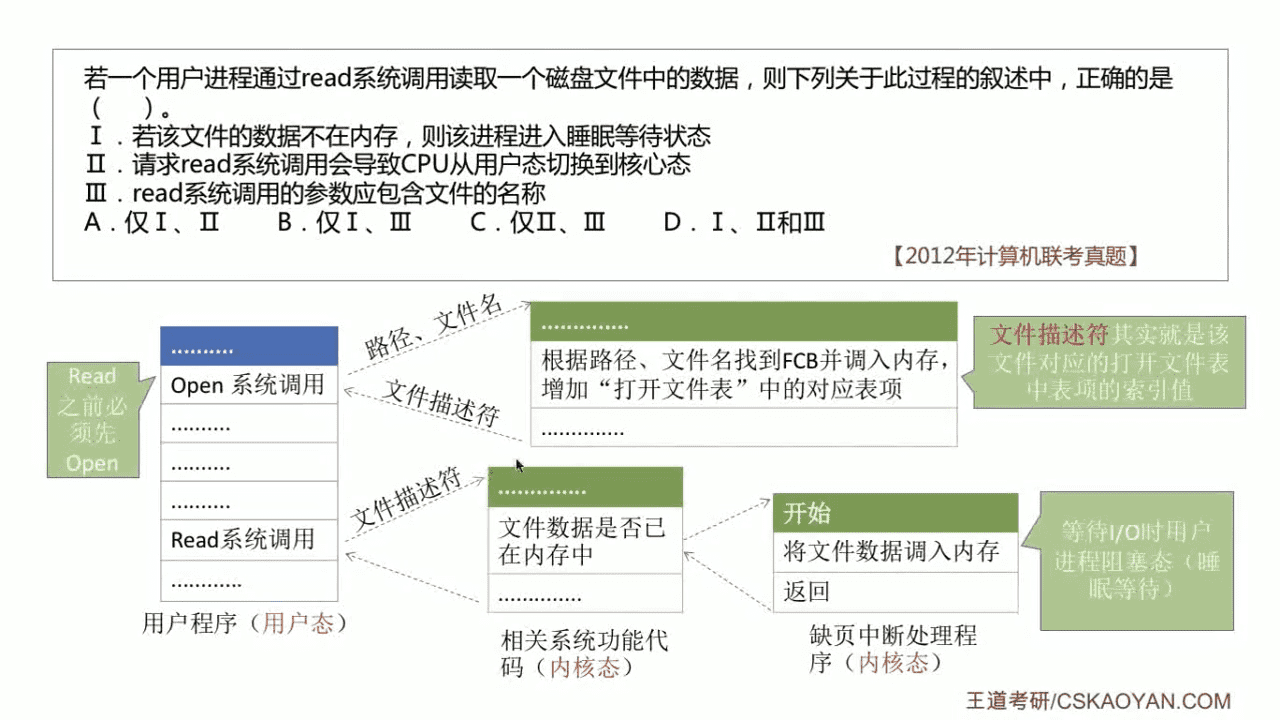 若一个用户进程通过read系统调用读取一个磁盘文件中的数据，则下列关于此过程的叙述中，正确的是
（　　）。
Ⅰ．若该文件的数据不在内存，则该进程进入睡眠等待状态
Ⅱ．请求read系统调用会导致CPU从用户态切换到核心态
Ⅲ．read系统调用的参数应包含文件的名称
A．仅Ⅰ、Ⅱ　　B．仅Ⅰ、Ⅲ　　C．仅Ⅱ、Ⅲ　　D．Ⅰ、Ⅱ和Ⅲ
【2012年计算机联考真题】
Read
之前必
须先
Open
..........
Open 系统调用
..........
..........
..........
Read系统调用
............
用户程序（用户态）
路径、文件名
文件描述符
..............
根据路径、文件名找到FCB并调入内存，
增加“打开文件表”中的对应表项
..............
文件描述符其实就是该
文件对应的打开文件表
中表项的索引值
文件描述符
..............
文件数据是否已
在内存中
..............
相关系统功能代
码（内核态）
开始
将文件数据调入内存
返回
缺页中断处理程
序（内核态）
等待I/O时用户
进程阻塞态（睡
眠等待）
王道考研/CSKAOYAN.COM